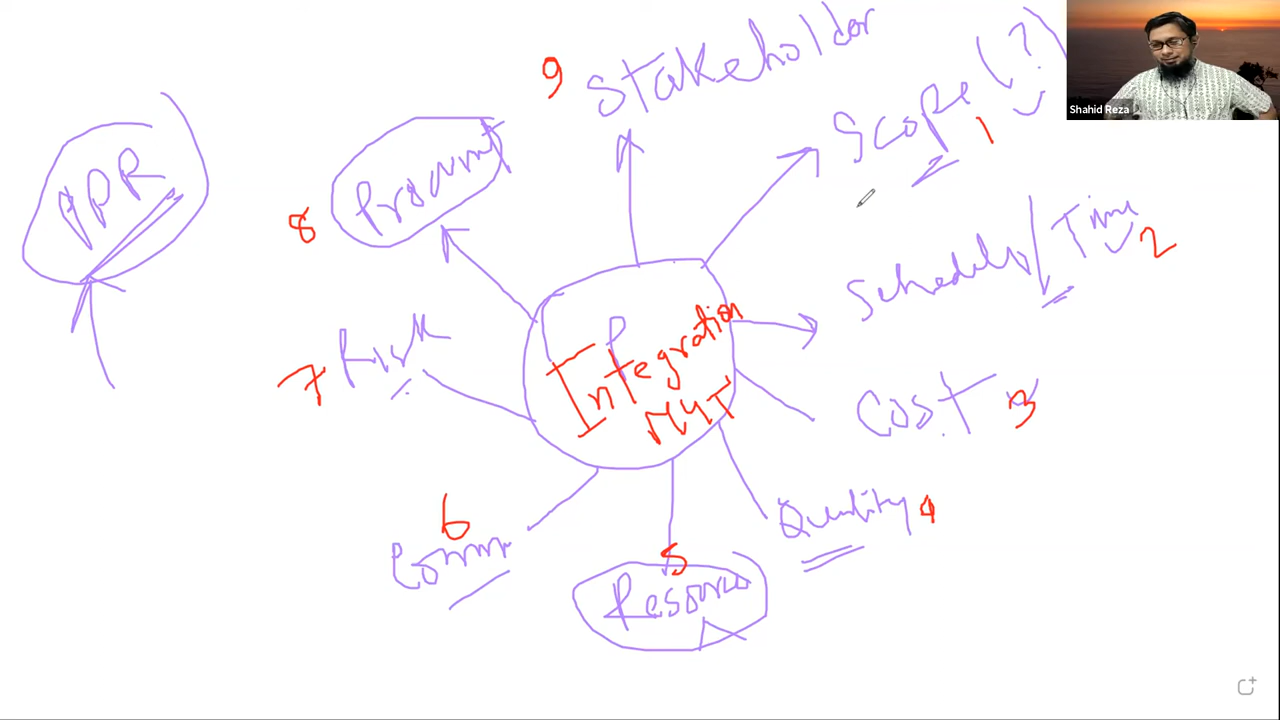 9 Stakeholder
Scope (?) 1
Shahid Reza
PPR
8 Procurmt
Schedule/Time 2
7 Risk
P
Integration
MGT
Cost 3
6 Comm
5 Resource
Quality 4